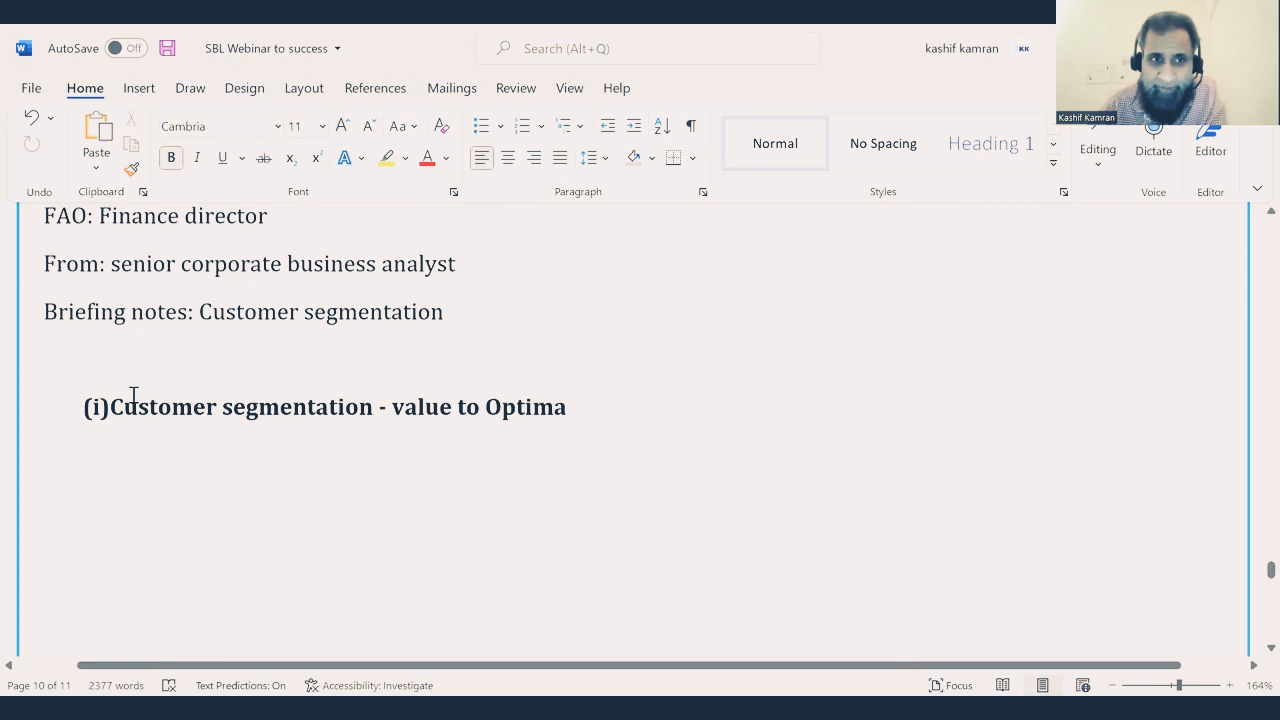 AutoSave Off SBL Webinar to success Search (Alt+Q) kashif kamran KK
Kashif Kamran
File Home Insert Draw Design Layout References Mailings Review View Help
Paste Cambria 11 Normal No Spacing Heading 1 Editing Dictate Editor
Undo Clipboard Font Paragraph Styles Voice Editor
FAO: Finance director
From: senior corporate business analyst
Briefing notes: Customer segmentation
(i)Customer segmentation - value to Optima
Page 10 of 11 2377 words Text Predictions: On Accessibility: Investigate Focus 164%